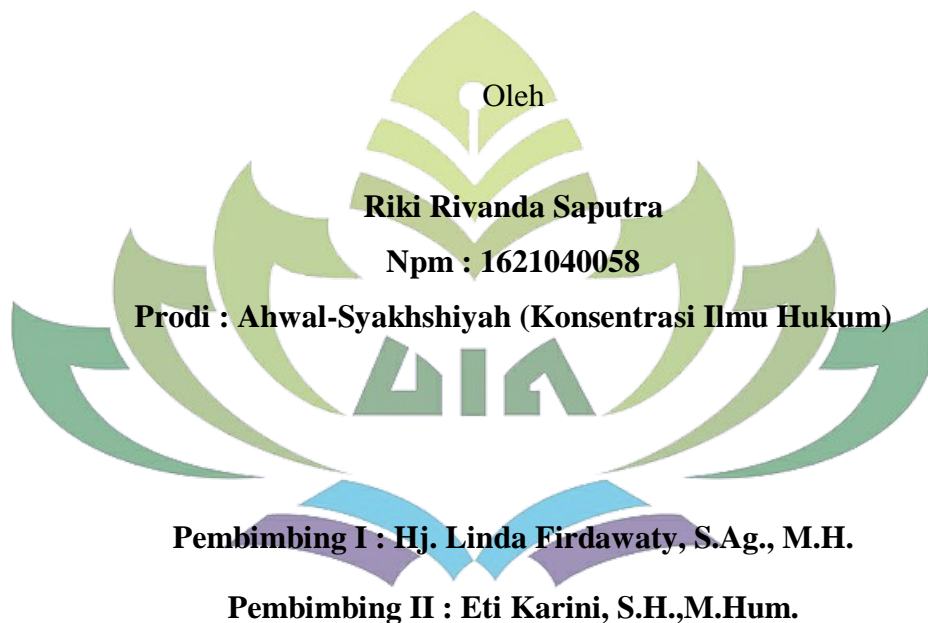 Oleh
Riki Rivanda Saputra
Npm : 1621040058
Prodi : Ahwal-Syakhshiyah (Konsentrasi Ilmu Hukum)
UIN
Pembimbing I : Hj. Linda Firdawaty, S.Ag., M.H.
Pembimbing II : Eti Karini, S.H.,M.Hum.